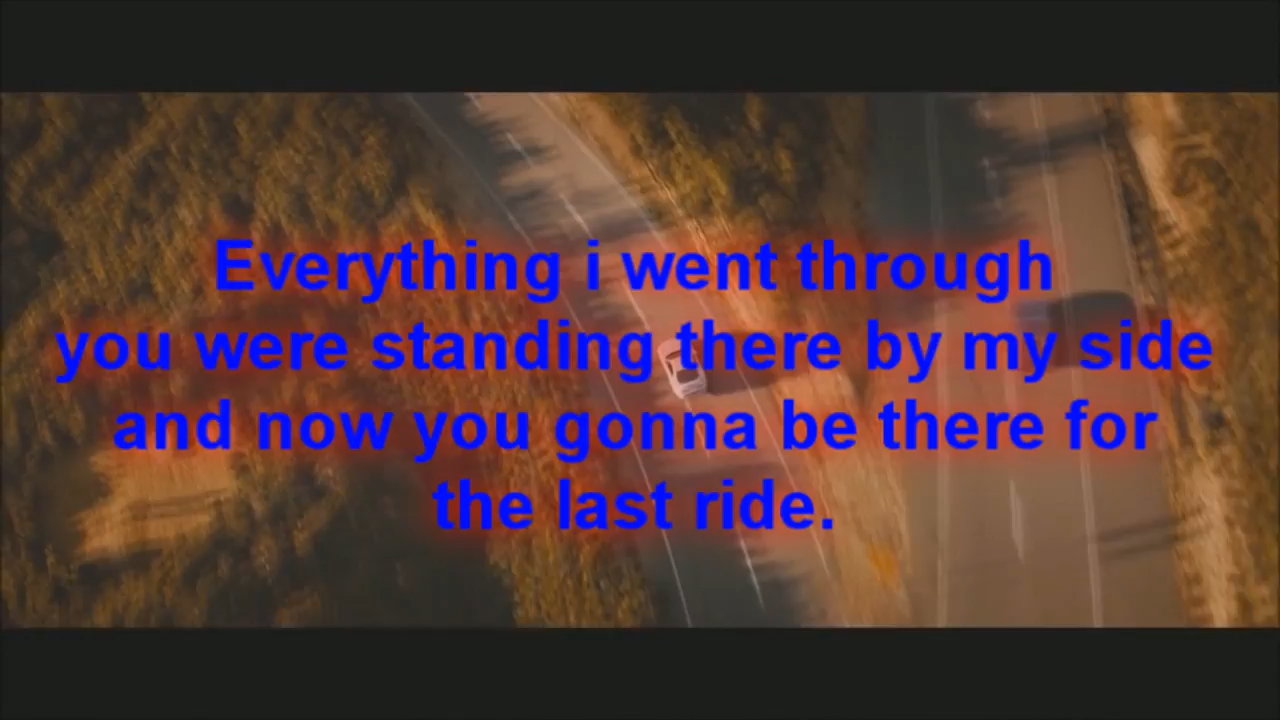 Everything i went through
you were standing there by my side
and now you gonna be there for
the last ride.